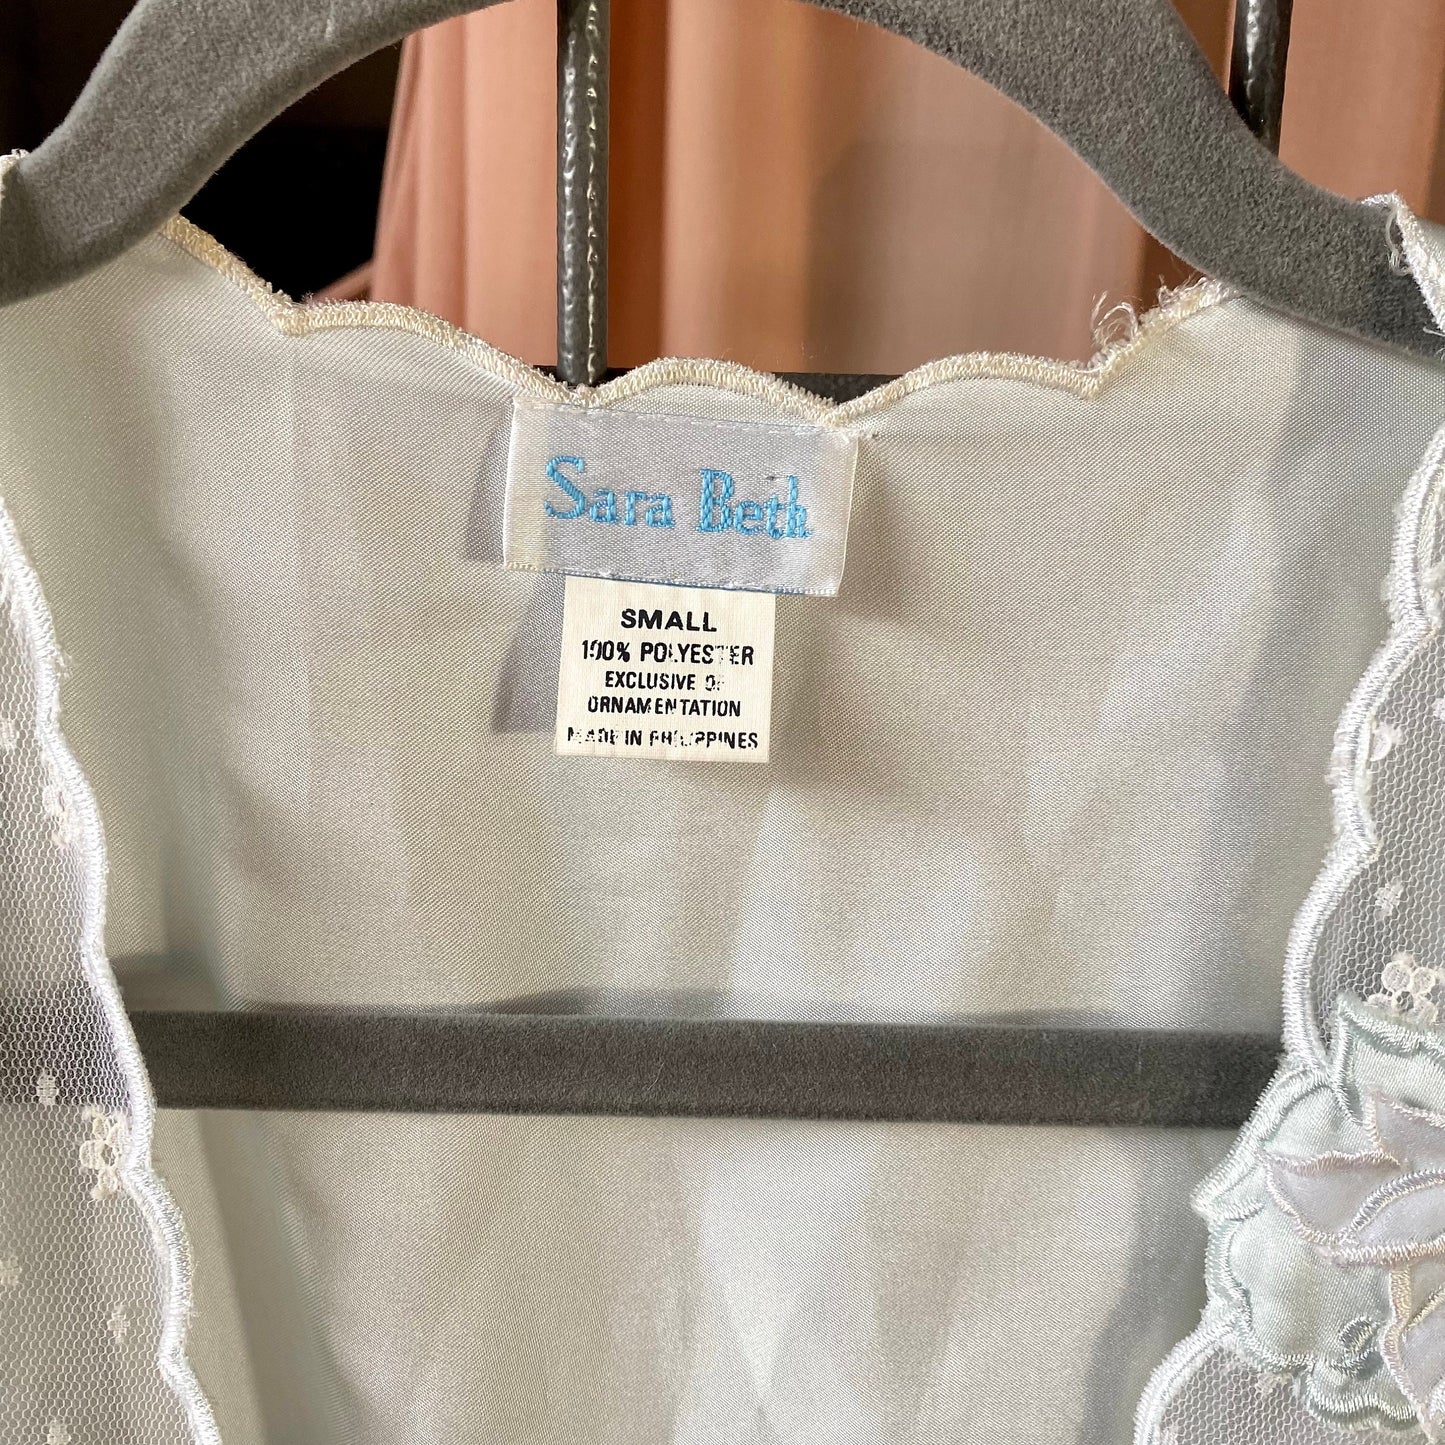 Sara Beth
SMALL
100% POLYESTER
EXCLUSIVE OF
ORNAMENTATION
MADE IN PHILIPPINES